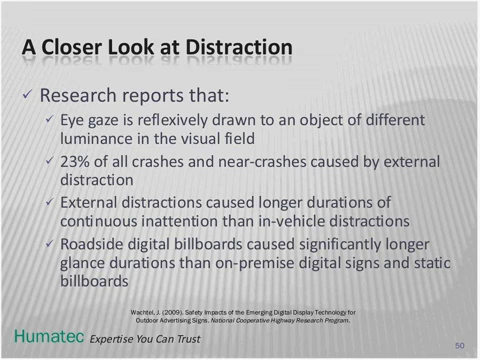 A Closer Look at Distraction
✓ Research reports that:
✓ Eye gaze is reflexively drawn to an object of different
luminance in the visual field
✓ 23% of all crashes and near-crashes caused by external
distraction
✓ External distractions caused longer durations of
continuous inattention than in-vehicle distractions
✓ Roadside digital billboards caused significantly longer
glance durations than on-premise digital signs and static
billboards
Wachtel, J. (2009). Safety Impacts of the Emerging Digital Display Technology for
Outdoor Advertising Signs. National Cooperative Highway Research Program.
Humatec Expertise You Can Trust
50